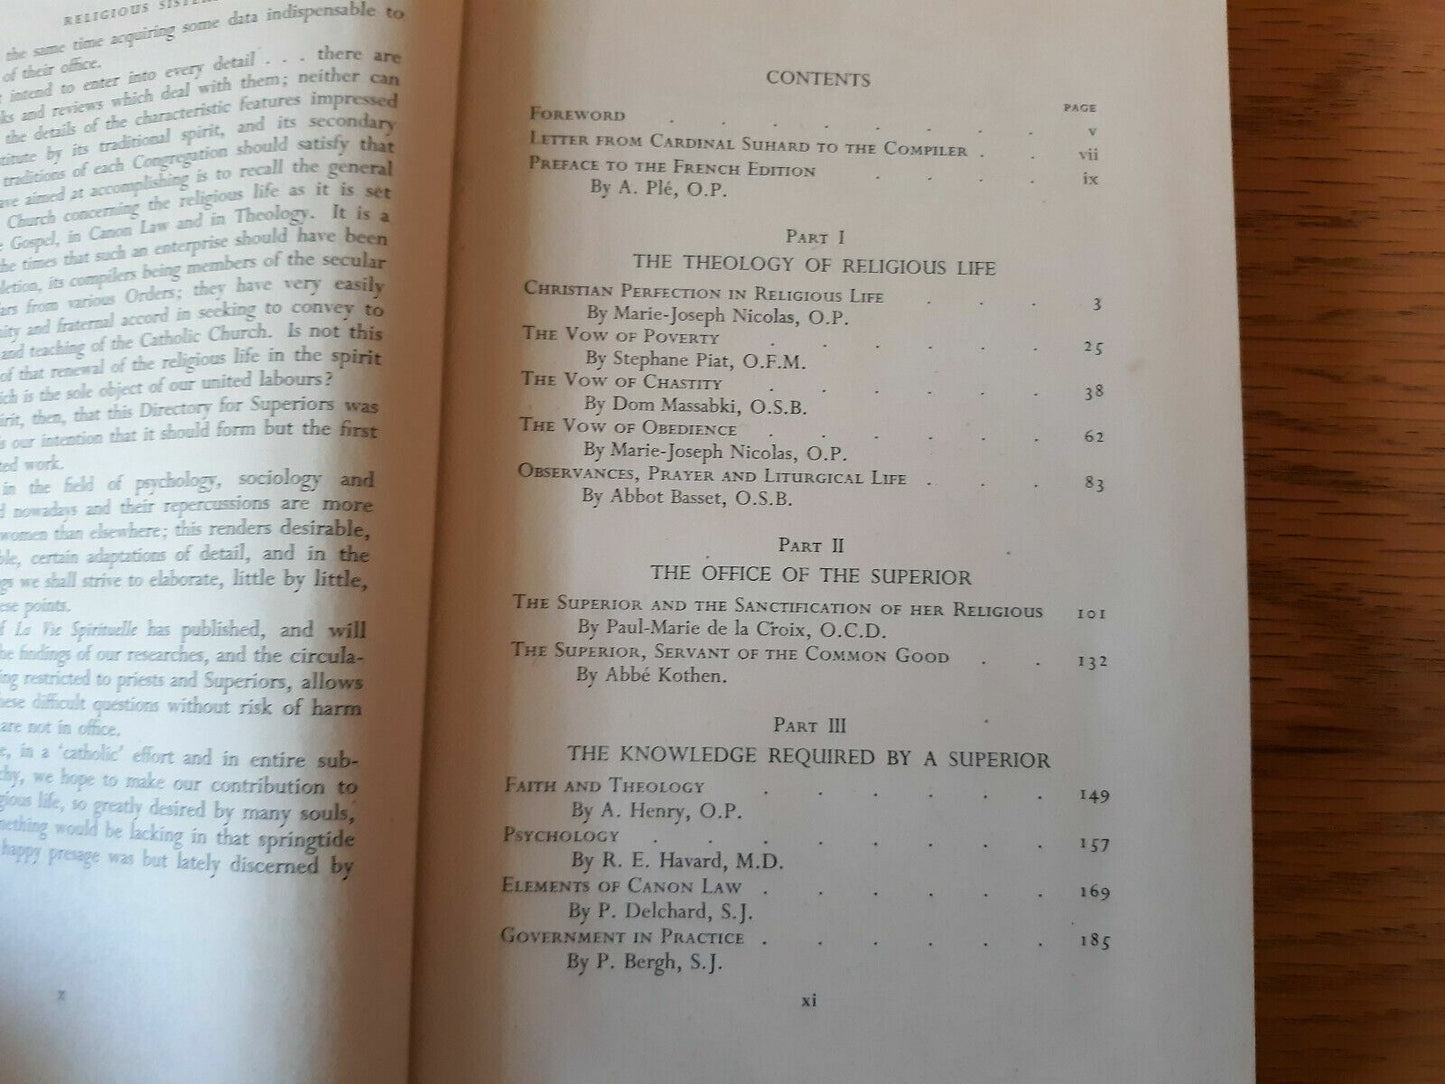 RELIGIOUS
the same time acquiring some data indispensable to
of their office.
intend to enter into every detail . . . there are
and reviews which deal with them; neither can
the details of the characteristic features impressed
by its traditional spirit, and its secondary
traditions of each Congregation should satisfy that
aimed at accomplishing is to recall the general
Church concerning the religious life as it is set
Gospel, in Canon Law and in Theology. It is a
the times that such an enterprise should have been
its compilers being members of the secular
from various Orders; they have very easily
and fraternal accord in seeking to convey to
and teaching of the Catholic Church. Is not this
of that renewal of the religious life in the spirit
is the sole object of our united labours?
then, that this Directory for Superiors was
our intention that it should form but the first
work.
in the field of psychology, sociology and
nowadays and their repercussions are more
women than elsewhere; this renders desirable,
certain adaptations of detail, and in the
we shall strive to elaborate, little by little,
points.
La Vie Spirituelle has published, and will
the findings of our researches, and the circula-
restricted to priests and Superiors, allows
these difficult questions without risk of harm
are not in office.
in a 'catholic' effort and in entire sub-
we hope to make our contribution to
life, so greatly desired by many souls,
would be lacking in that springtide
happy presage was but lately discerned by
x
CONTENTS
PAGE
FOREWORD . . . . . . . . v
LETTER FROM CARDINAL SUHARD TO THE COMPILER . . vii
PREFACE TO THE FRENCH EDITION . . . . ix
By A. Plé, O.P.
PART I
THE THEOLOGY OF RELIGIOUS LIFE
CHRISTIAN PERFECTION IN RELIGIOUS LIFE . . . 3
By Marie-Joseph Nicolas, O.P.
THE VOW OF POVERTY . . . . . . 25
By Stephane Piat, O.F.M.
THE VOW OF CHASTITY . . . . . . 38
By Dom Massabki, O.S.B.
THE VOW OF OBEDIENCE . . . . . . 62
By Marie-Joseph Nicolas, O.P.
OBSERVANCES, PRAYER AND LITURGICAL LIFE . . . 83
By Abbot Basset, O.S.B.
PART II
THE OFFICE OF THE SUPERIOR
THE SUPERIOR AND THE SANCTIFICATION OF HER RELIGIOUS 101
By Paul-Marie de la Croix, O.C.D.
THE SUPERIOR, SERVANT OF THE COMMON GOOD . . 132
By Abbé Kothen.
PART III
THE KNOWLEDGE REQUIRED BY A SUPERIOR
FAITH AND THEOLOGY . . . . . . 149
By A. Henry, O.P.
PSYCHOLOGY . . . . . . . . 157
By R. E. Havard, M.D.
ELEMENTS OF CANON LAW . . . . . . 169
By P. Delchard, S.J.
GOVERNMENT IN PRACTICE . . . . . . 185
By P. Bergh, S.J.
xi